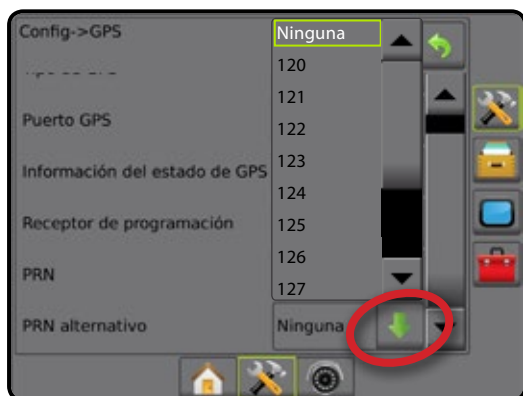 Config->GPS
Puerto GPS
Información del estado de GPS
Receptor de programación
PRN
PRN alternativo
Ninguna
Ninguna
120
121
122
123
124
125
126
127